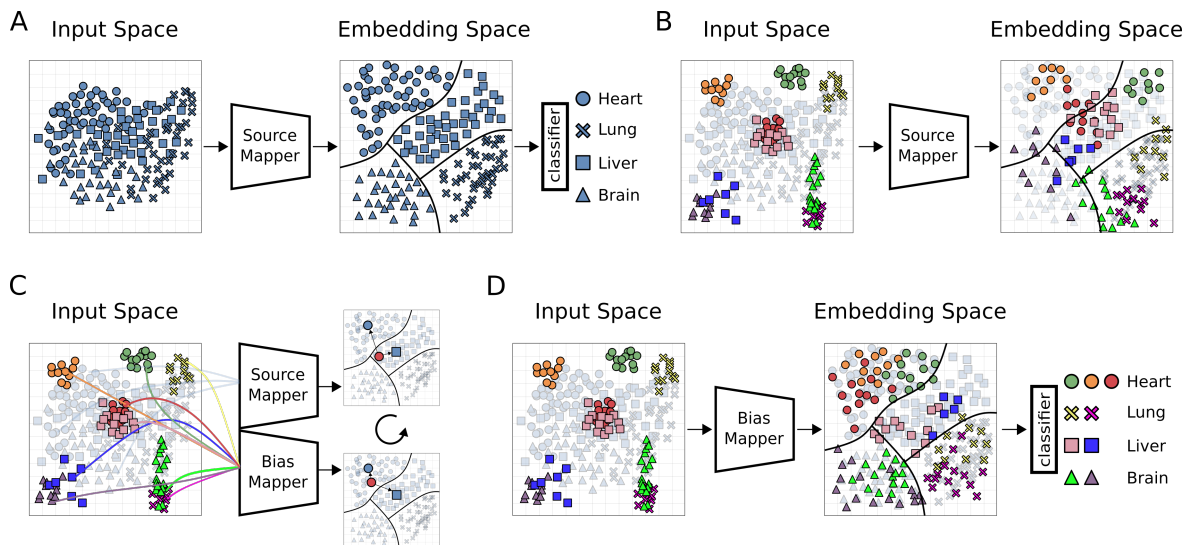 A
Input Space
Embedding Space
Source
Mapper
classifier
Heart
Lung
Liver
Brain
B
Input Space
Embedding Space
Source
Mapper
C
Input Space
Source
Mapper
Bias
Mapper
D
Input Space
Embedding Space
Bias
Mapper
classifier
Heart
Lung
Liver
Brain